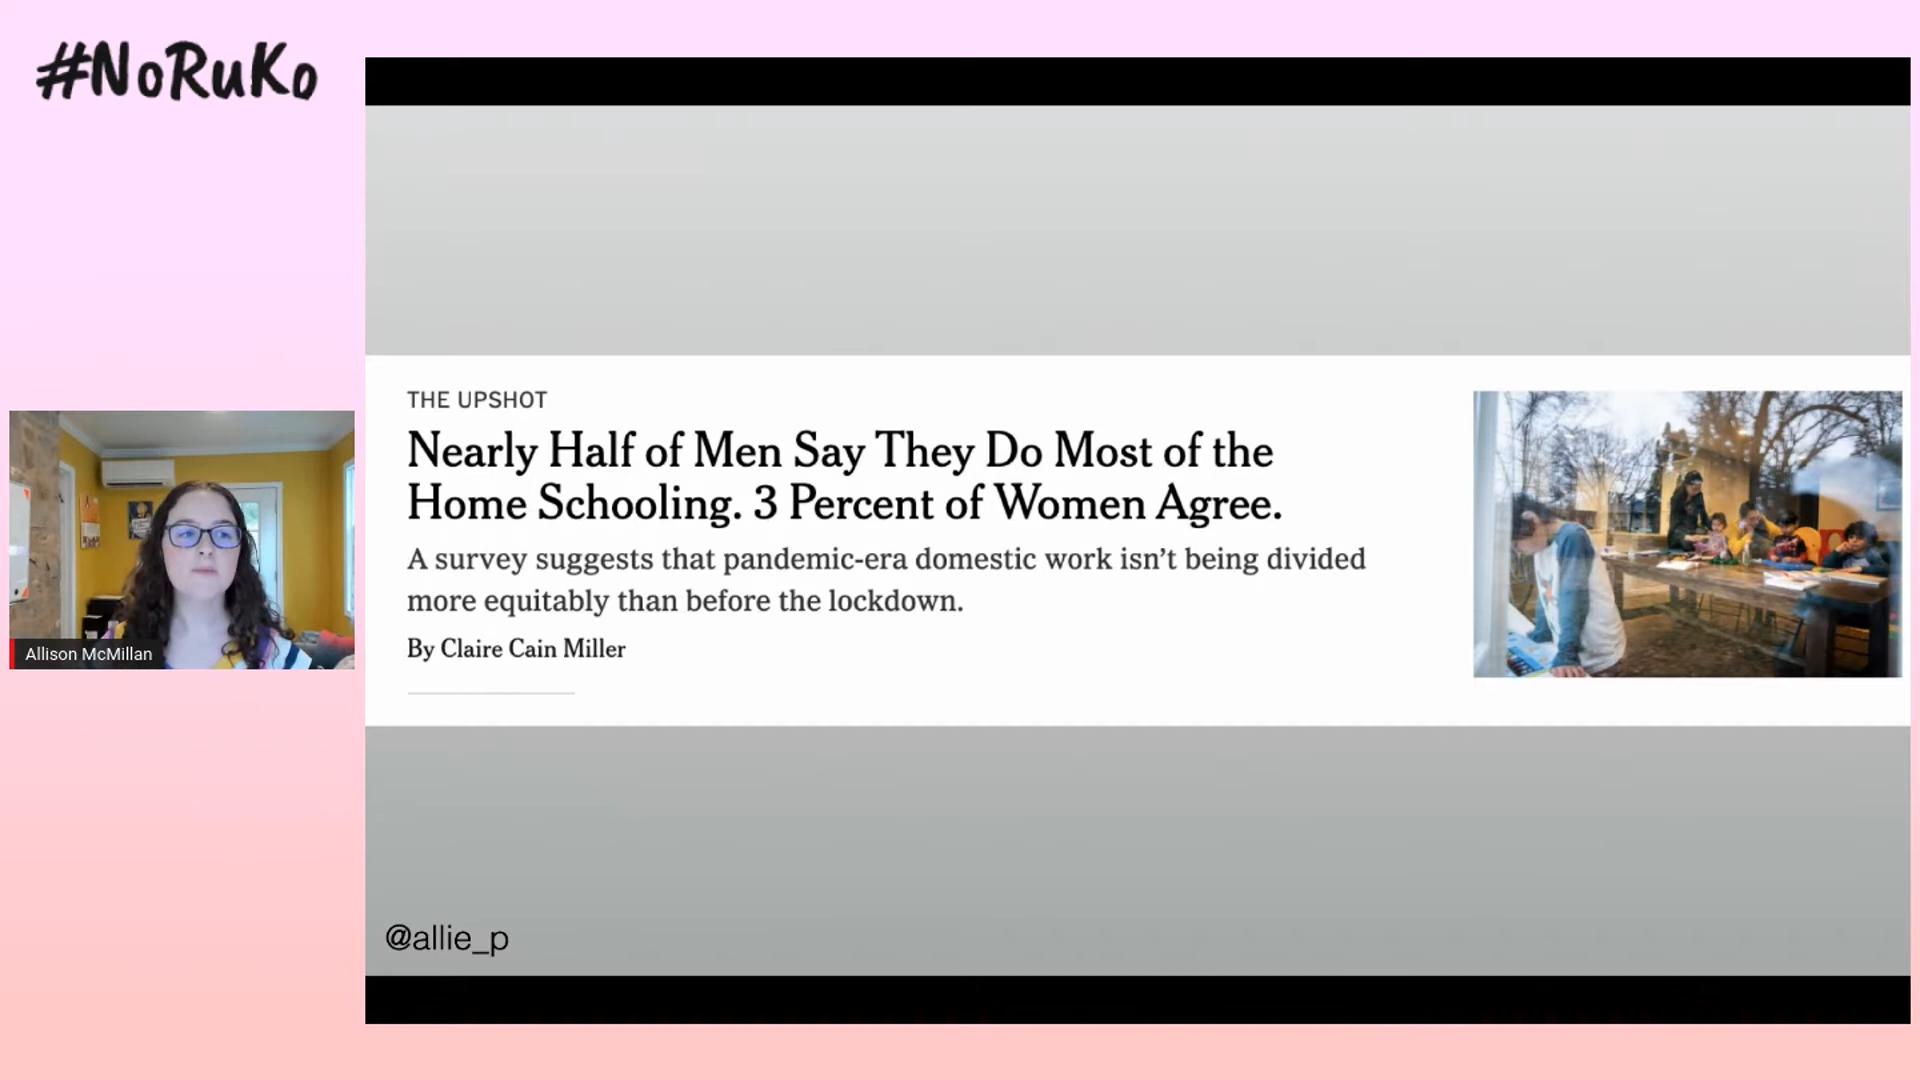 #NoRuKo
THE UPSHOT
Nearly Half of Men Say They Do Most of the
Home Schooling. 3 Percent of Women Agree.
A survey suggests that pandemic-era domestic work isn’t being divided
more equitably than before the lockdown.
By Claire Cain Miller
Allison McMillan
@allie_p